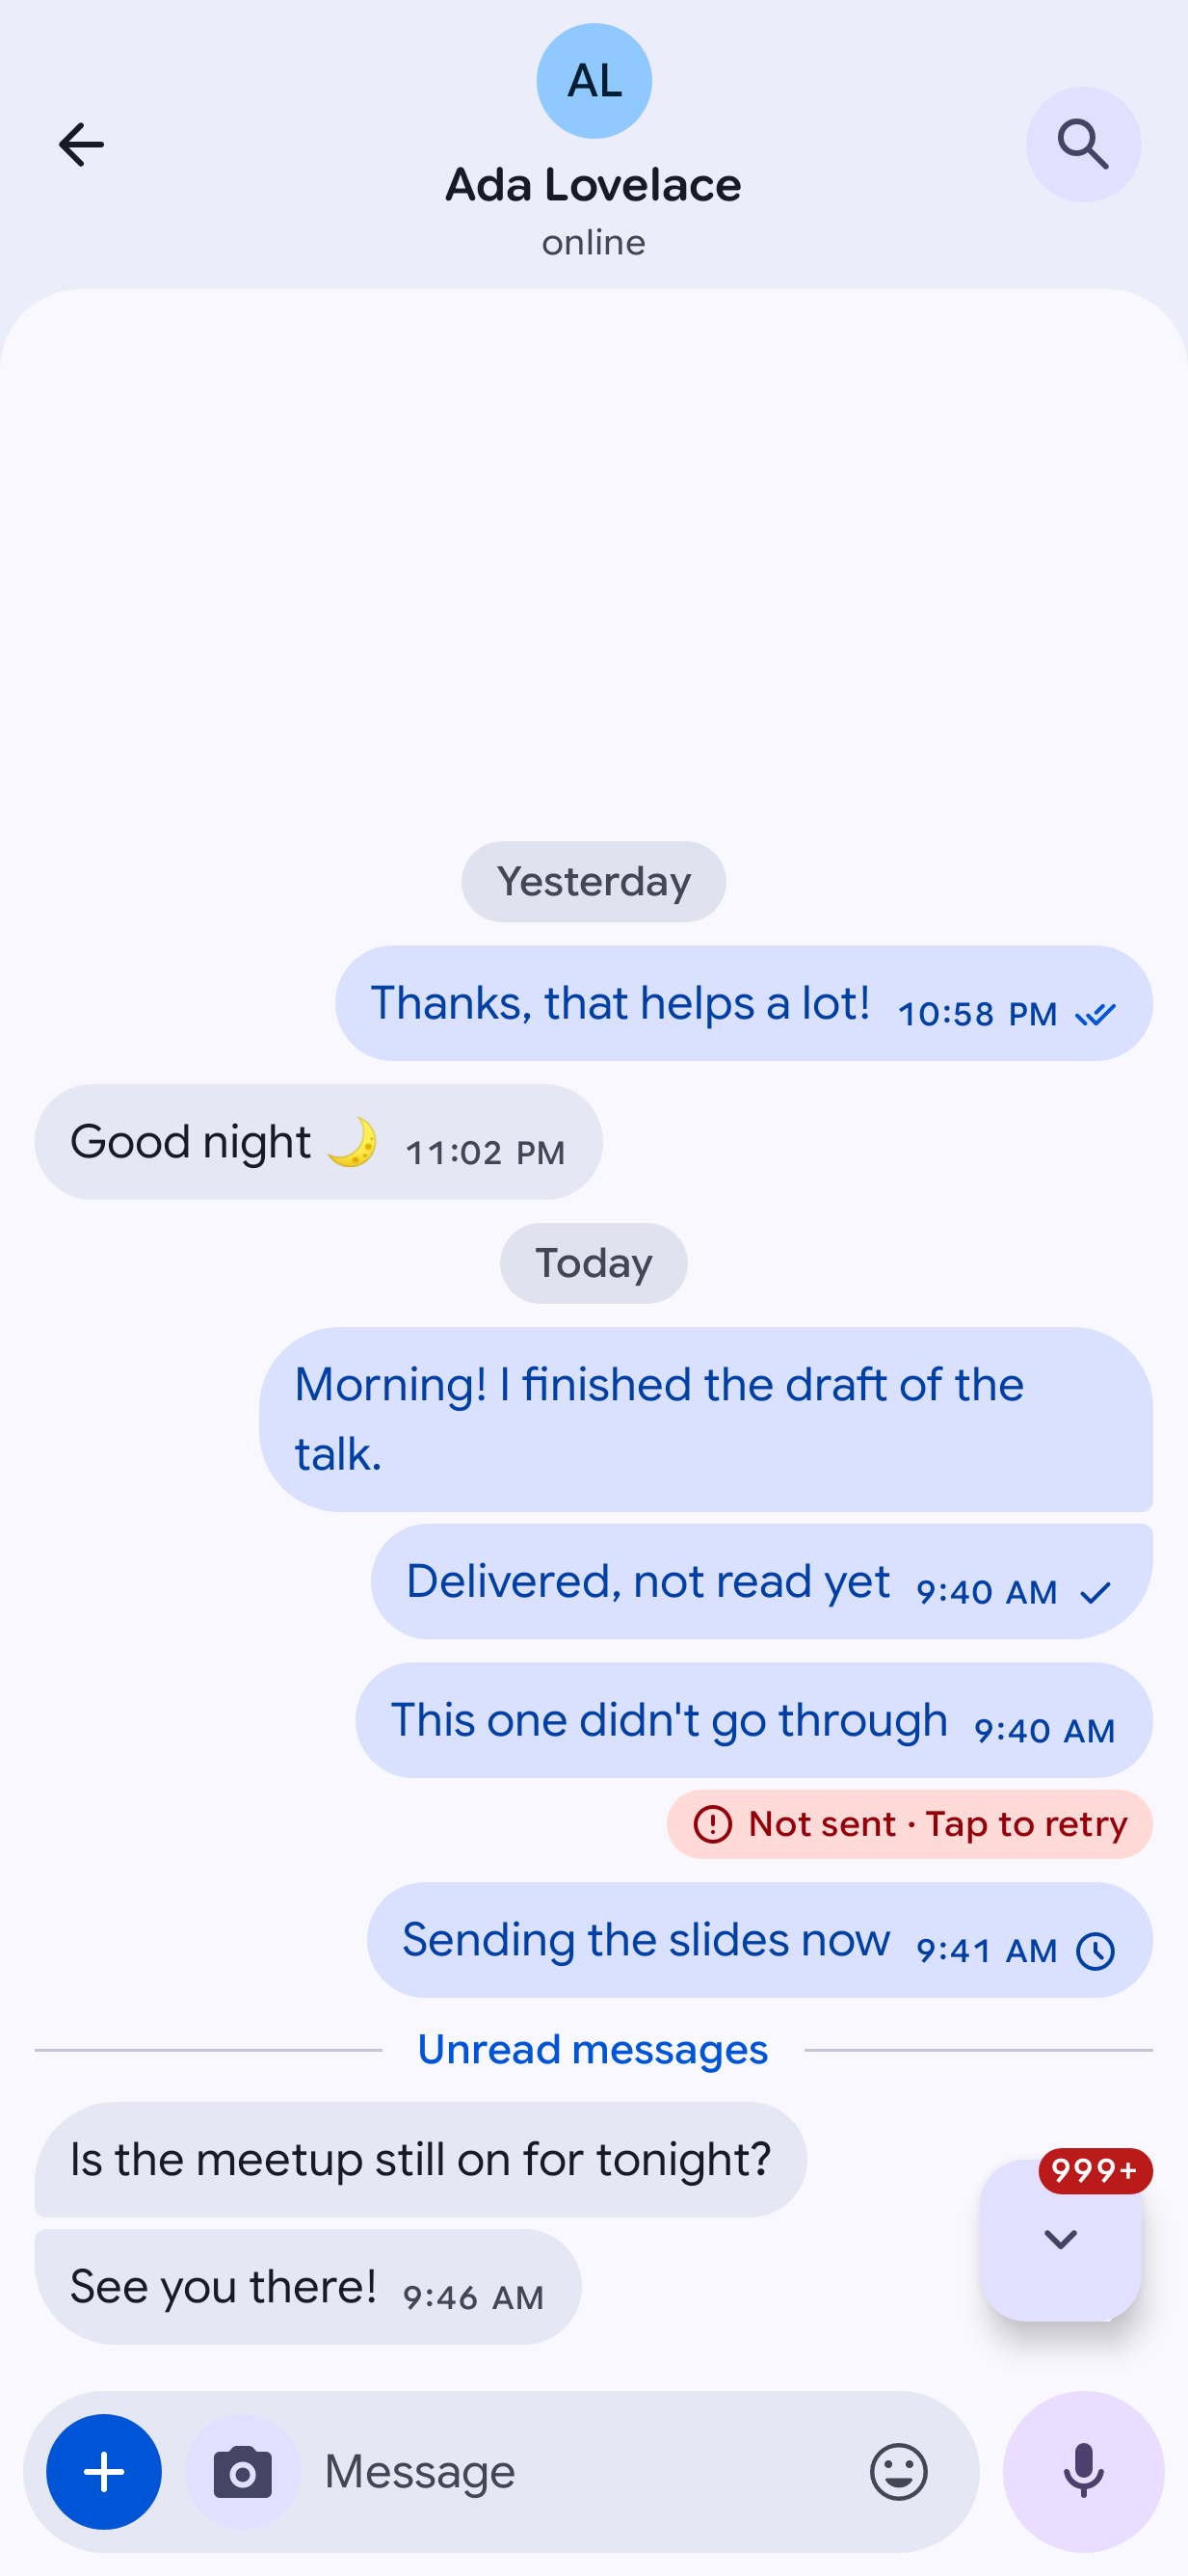 AL
Ada Lovelace
online
Yesterday
Thanks, that helps a lot! 10:58 PM
Good night 🌙 11:02 PM
Today
Morning! I finished the draft of the
talk.
Delivered, not read yet 9:40 AM
This one didn't go through 9:40 AM
Not sent · Tap to retry
Sending the slides now 9:41 AM
Unread messages
Is the meetup still on for tonight?
999+
See you there! 9:46 AM
Message